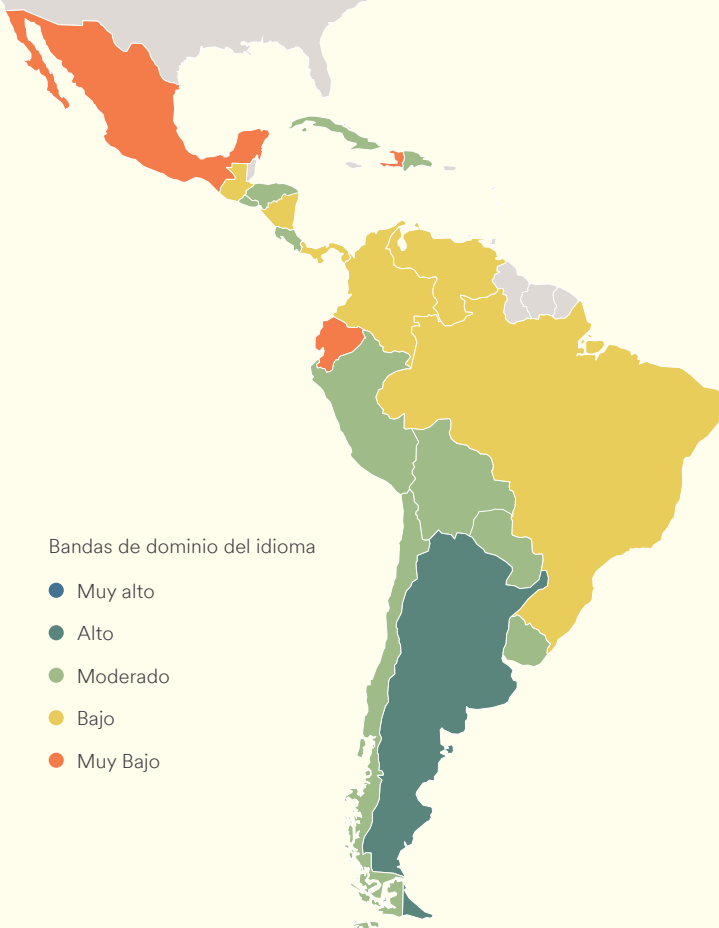 Bandas de dominio del idioma
Muy alto
Alto
Moderado
Bajo
Muy Bajo